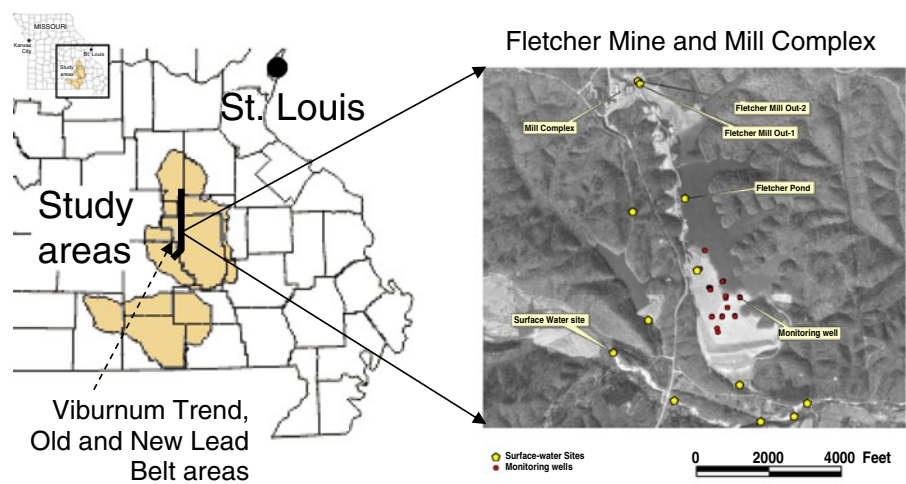 MISSOURI
Kansas
City
St. Louis
Study
areas
St. Louis
Study
areas
Viburnum Trend,
Old and New Lead
Belt areas
Fletcher Mine and Mill Complex
Fletcher Mill Out-2
Mill Complex
Fletcher Mill Out-1
Fletcher Pond
Surface Water site
Monitoring well
Surface-water Sites
Monitoring wells
0 2000 4000 Feet